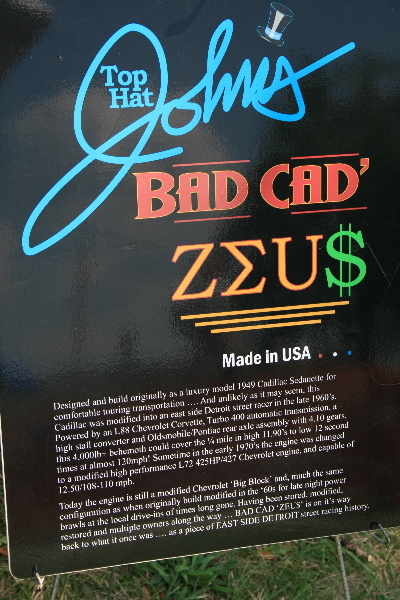 Top
Hat
John's
BAD CAD'
ZΣU$
Made in USA . . .
Designed and build originally as a luxury model 1949 Cadillac Sedanette for
comfortable touring transportation .... And unlikely as it may seem, this
Cadillac was modified into an east side Detroit street racer in the late 1960's.
Powered by an L88 Chevrolet Corvette, Turbo 400 automatic transmission, a
high stall converter and Oldsmobile/Pontiac rear axle assembly with 4.10 gears,
this 4,000lb+ behemoth could cover the ¼ mile in high 11.90's to low 12 second
times at almost 120mph! Sometime in the early 1970's the engine was changed
to a modified high performance L72 425HP/427 Chevrolet engine, and capable of
12.50/108-110 mph.
Today the engine is still a modified Chevrolet 'Big Block' and, much the same
configuration as when originally build modified in the '60s for late night power
brawls at the local drive-ins of times long gone. Having been stored, modified,
restored and multiple owners along the way ... BAD CAD 'ZEUS' is on it's way
back to what it once was .... as a piece of EAST SIDE DETROIT street racing history.